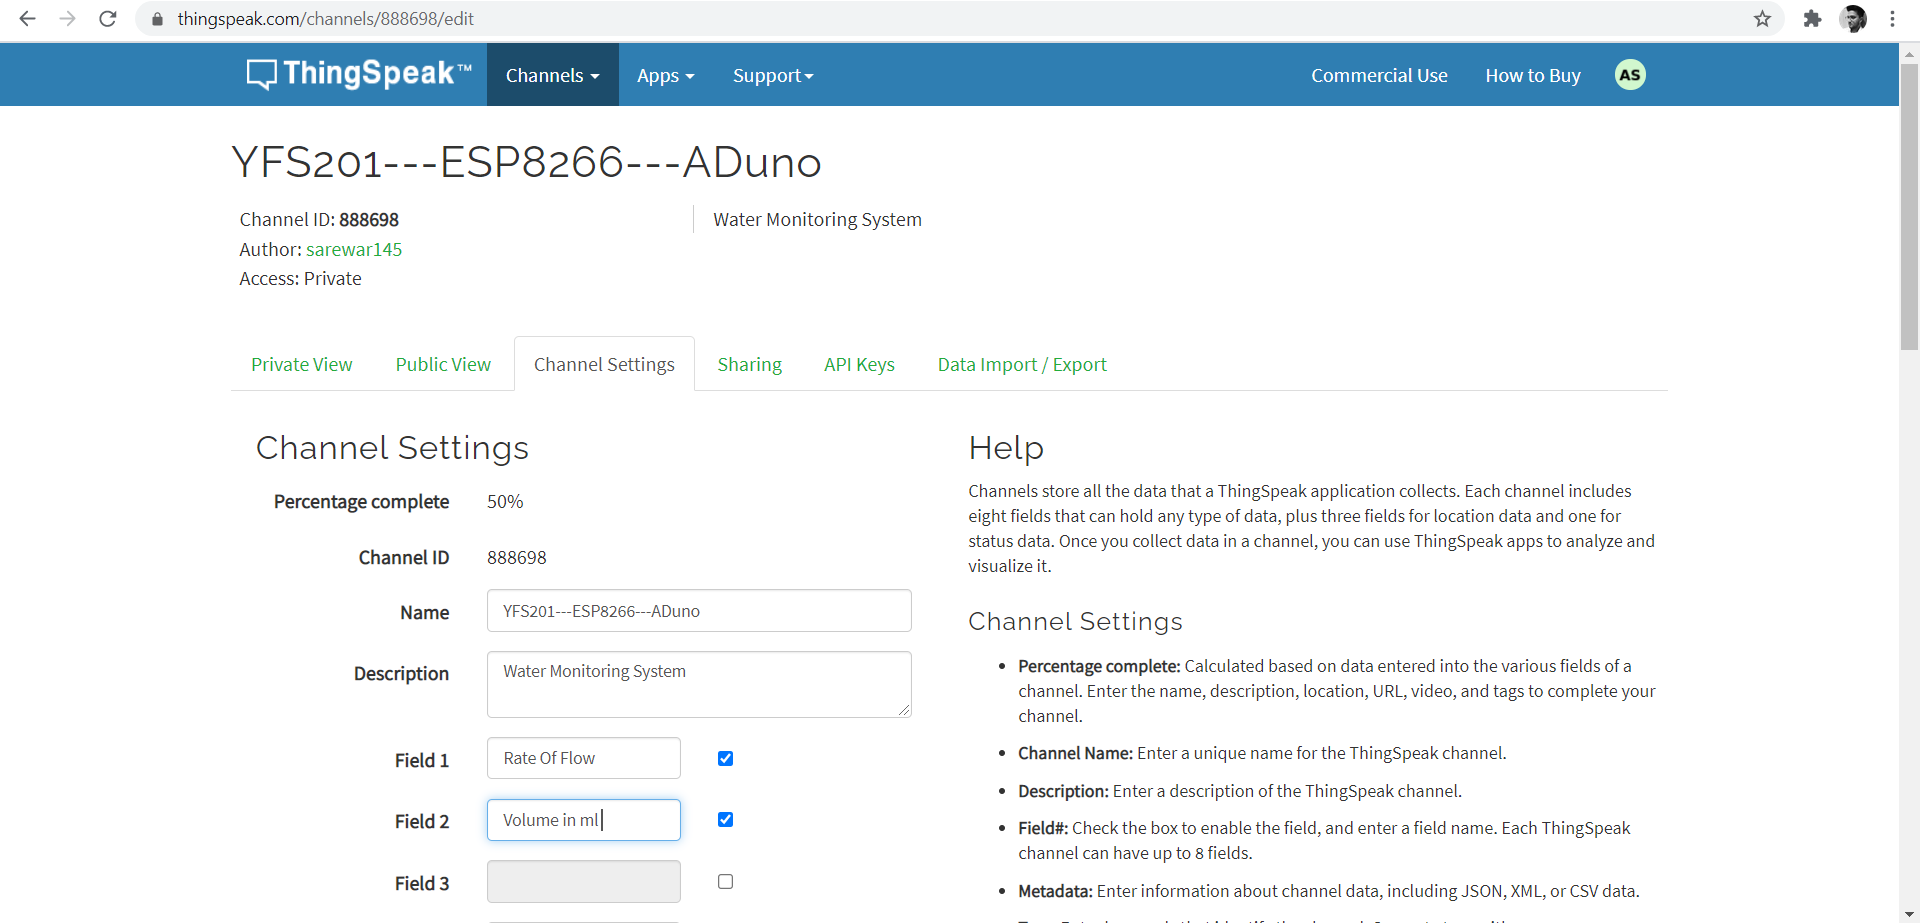 thingspeak.com/channels/888698/edit
ThingSpeak™
Channels
Apps
Support
Commercial Use
How to Buy
AS
YFS201---ESP8266---ADuno
Channel ID: 888698
Author: sarewar145
Access: Private
Water Monitoring System
Private View
Public View
Channel Settings
Sharing
API Keys
Data Import / Export
Channel Settings
Percentage complete 50%
Channel ID 888698
Name YFS201---ESP8266---ADuno
Description Water Monitoring System
Field 1 Rate Of Flow
Field 2 Volume in ml
Field 3
Help
Channels store all the data that a ThingSpeak application collects. Each channel includes
eight fields that can hold any type of data, plus three fields for location data and one for
status data. Once you collect data in a channel, you can use ThingSpeak apps to analyze and
visualize it.
Channel Settings
• Percentage complete: Calculated based on data entered into the various fields of a
channel. Enter the name, description, location, URL, video, and tags to complete your
channel.
• Channel Name: Enter a unique name for the ThingSpeak channel.
• Description: Enter a description of the ThingSpeak channel.
• Field#: Check the box to enable the field, and enter a field name. Each ThingSpeak
channel can have up to 8 fields.
• Metadata: Enter information about channel data, including JSON, XML, or CSV data.